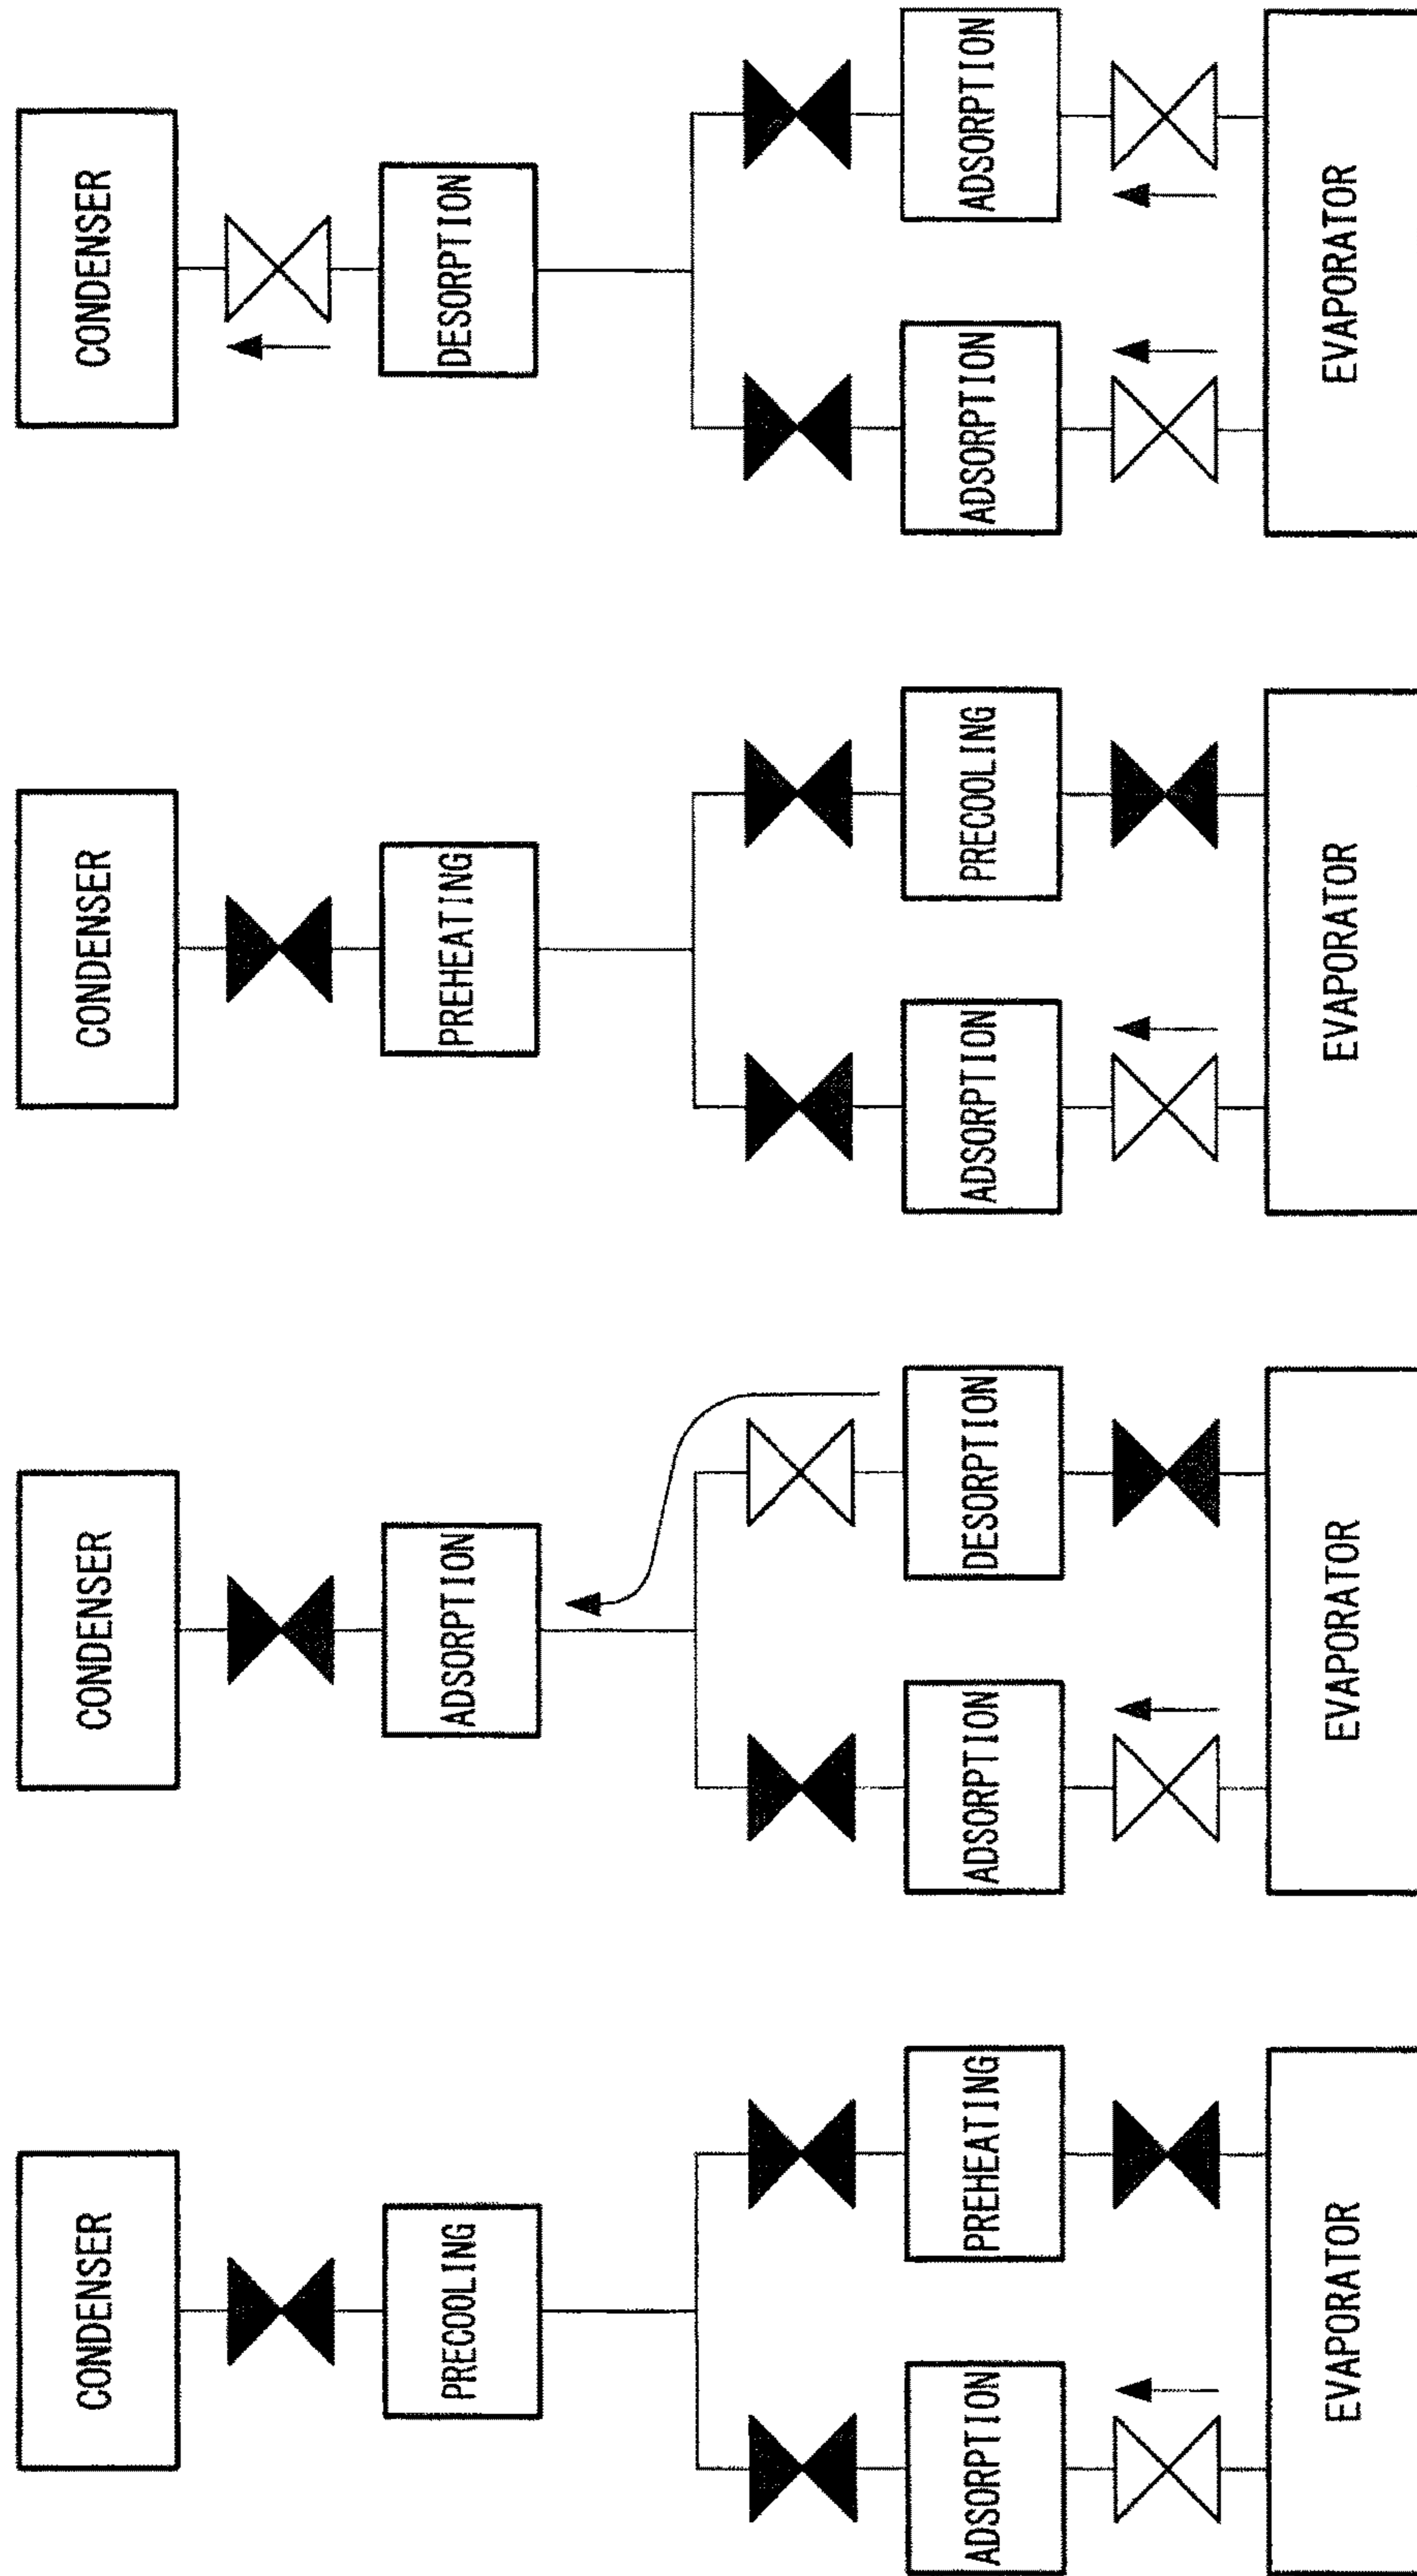 CONDENSER
PRECOOLING
ADSORPTION
PREHEATING
EVAPORATOR
CONDENSER
ADSORPTION
ADSORPTION
DESORPTION
EVAPORATOR
CONDENSER
PREHEATING
ADSORPTION
PRECOOLING
EVAPORATOR
CONDENSER
DESORPTION
ADSORPTION
ADSORPTION
EVAPORATOR